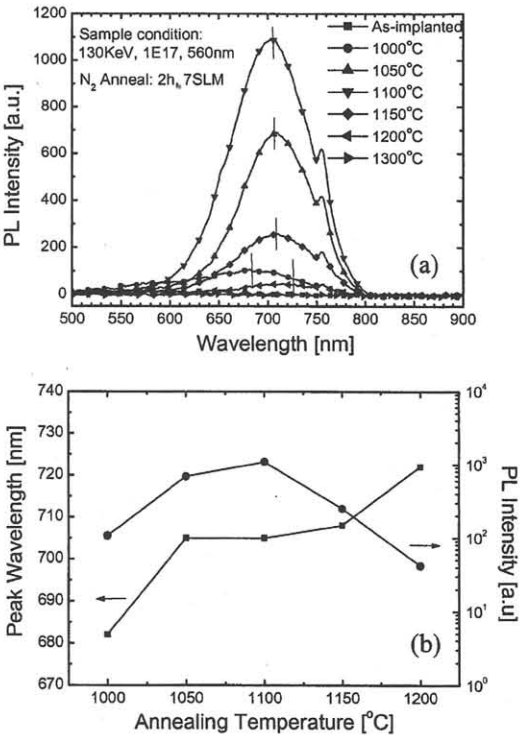 1200
1000
800
600
400
200
0
PL Intensity [a.u.]
Sample condition:
130KeV, 1E17, 560nm
N2 Anneal: 2h, 7SLM
As-implanted
1000°C
1050°C
1100°C
1150°C
1200°C
1300°C
(a)
500 550 600 650 700 750 800 850 900
Wavelength [nm]
740
730
720
710
700
690
680
670
Peak Wavelength [nm]
10^4
10^3
10^2
10^1
10^0
PL Intensity [a.u]
(b)
1000 1050 1100 1150 1200
Annealing Temperature [°C]